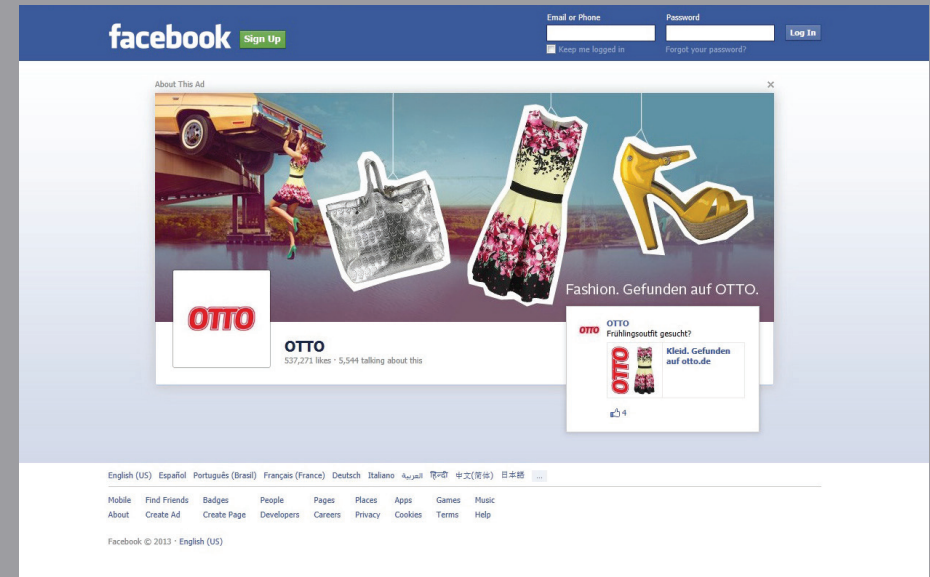 facebook
Sign Up
Email or Phone
Password
Log In
Keep me logged in
Forgot your password?
About This Ad
Fashion. Gefunden auf OTTO.
OTTO
OTTO
537,271 likes · 5,544 talking about this
OTTO
OTTO
Frühlingsoutfit gesucht?
OTTO
Kleid. Gefunden
auf otto.de
4
English (US) Español Português (Brasil) Français (France) Deutsch Italiano العربية हिन्दी 中文(简体) 日本語 ...
Mobile Find Friends Badges People Pages Places Apps Games Music
About Create Ad Create Page Developers Careers Privacy Cookies Terms Help
Facebook © 2013 · English (US)